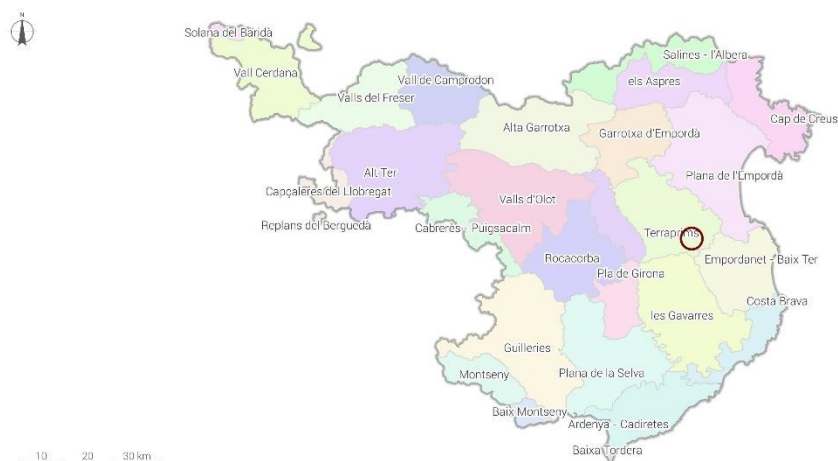 N
Solana del Baridà
Vall Cerdana
Valls del Freser
Vall de Camprodon
Salines - l'Albera
els Aspres
Cap de Creus
Alta Garrotxa
Garrotxa d'Empordà
Alt Ter
Plana de l'Empordà
Capçaleres del Llobregat
Valls d'Olot
Replans del Berguedà
Cabrerès - Puigsacalm
Terraprims
Rocacorba
Empordanet - Baix Ter
Pla de Girona
Costa Brava
les Gavarres
Guilleries
Montseny
Plana de la Selva
Baix Montseny
Ardenya - Cadiretes
Baixa Tordera
10 20 30 km